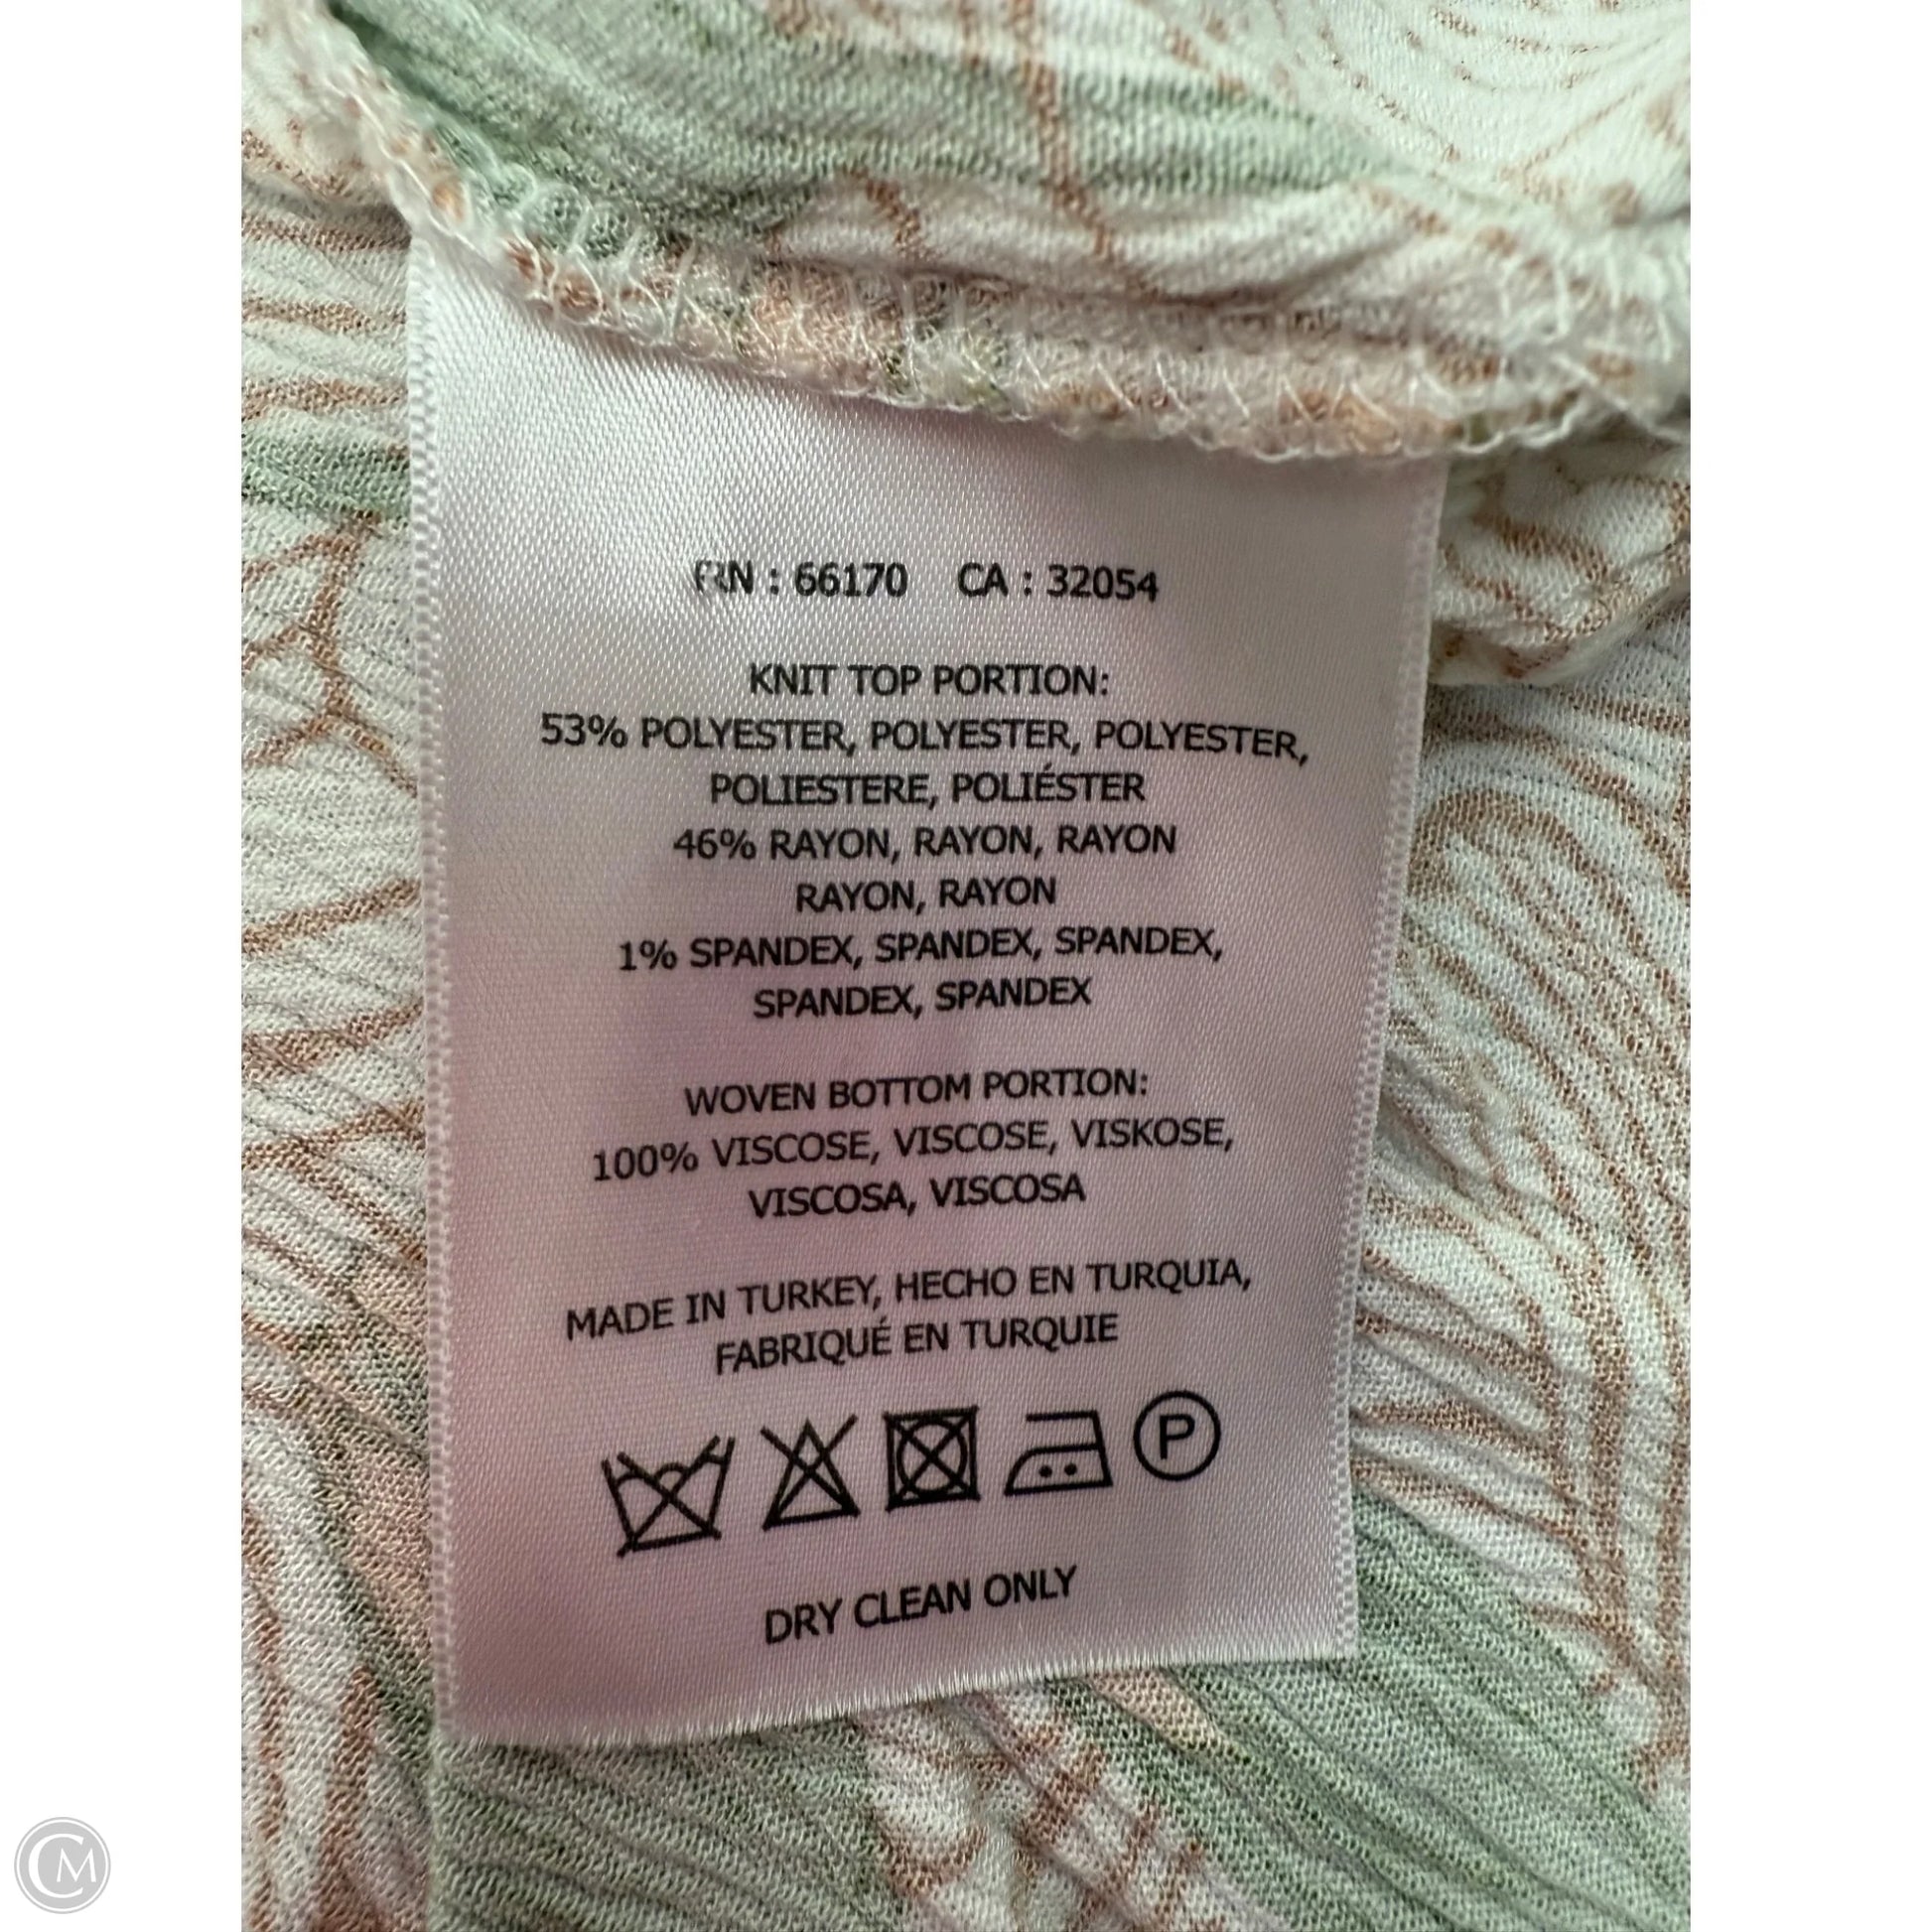 RN : 66170 CA : 32054
KNIT TOP PORTION:
53% POLYESTER, POLYESTER, POLYESTER,
POLIESTERE, POLIÉSTER
46% RAYON, RAYON, RAYON
RAYON, RAYON
1% SPANDEX, SPANDEX, SPANDEX,
SPANDEX, SPANDEX
WOVEN BOTTOM PORTION:
100% VISCOSE, VISCOSE, VISKOSE,
VISCOSA, VISCOSA
MADE IN TURKEY, HECHO EN TURQUIA,
FABRIQUÉ EN TURQUIE
P
DRY CLEAN ONLY
CM